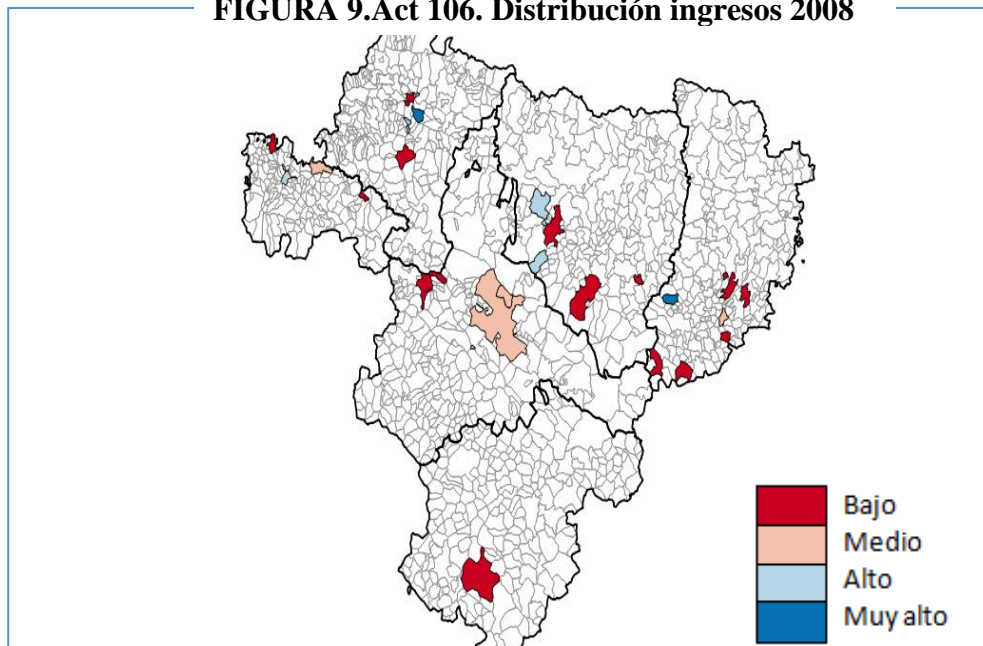 FIGURA 9.Act 106. Distribución ingresos 2008
Bajo
Medio
Alto
Muy alto